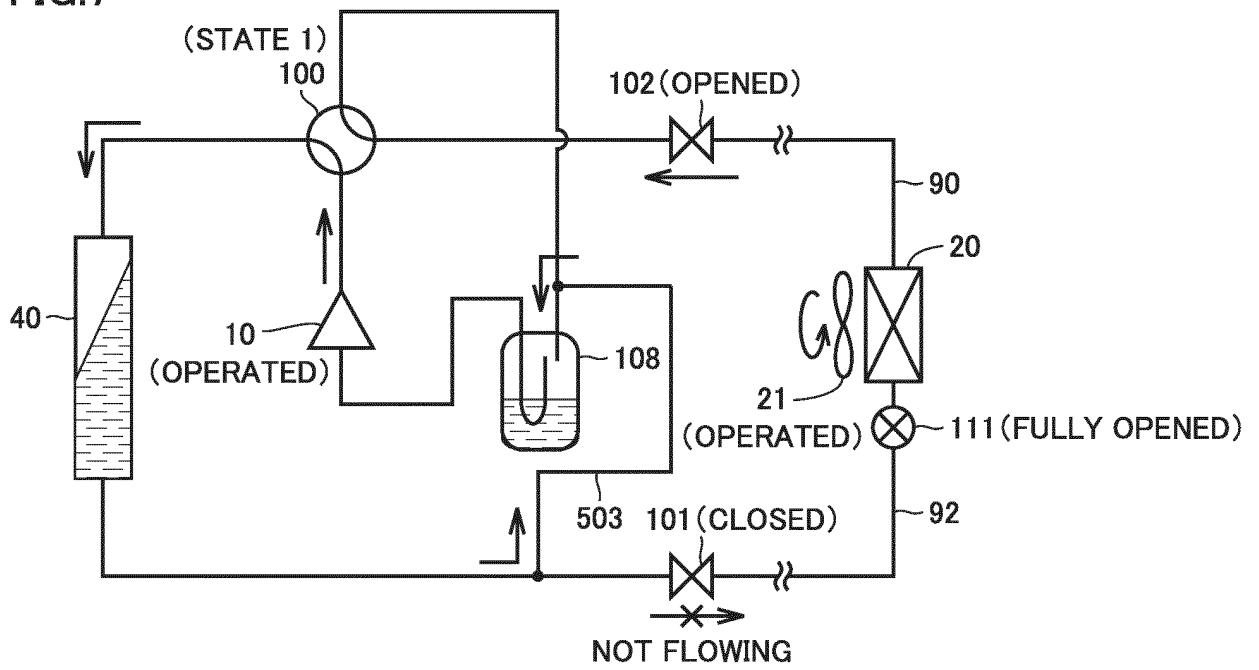 (STATE 1)
100
102(OPENED)
90
20
40
10
(OPERATED)
108
21
(OPERATED)
111(FULLY OPENED)
503
101(CLOSED)
92
NOT FLOWING